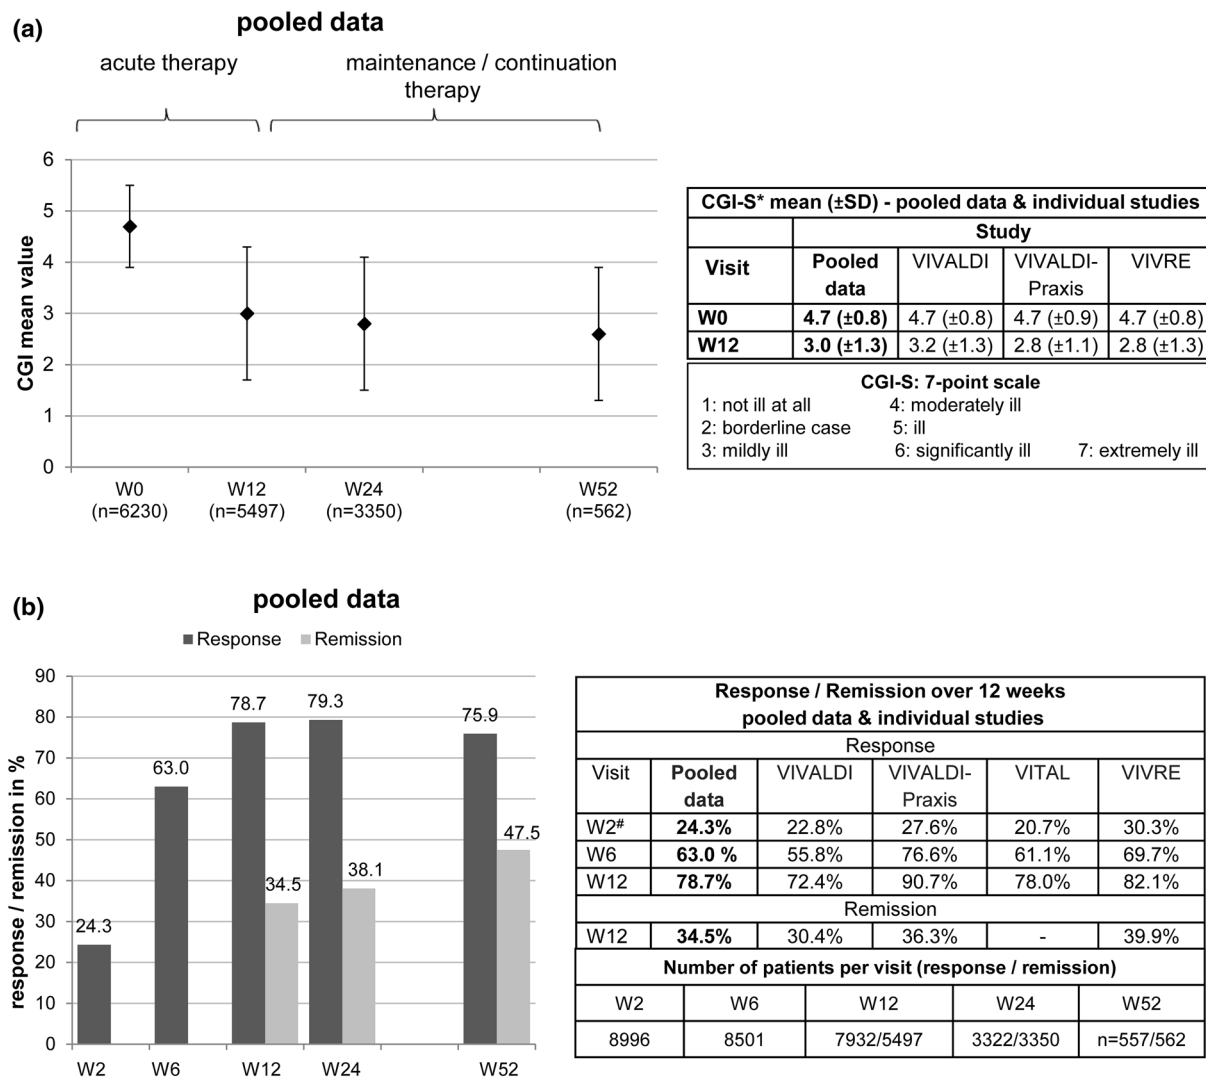 (a)
pooled data
acute therapy
maintenance / continuation
therapy
6
5
4
3
2
1
0
CGI mean value
W0
(n=6230)
W12
(n=5497)
W24
(n=3350)
W52
(n=562)
CGI-S* mean (±SD) - pooled data & individual studies
Study
Visit
Pooled
data
VIVALDI
VIVALDI-
Praxis
VIVRE
W0 4.7 (±0.8) 4.7 (±0.8) 4.7 (±0.9) 4.7 (±0.8)
W12 3.0 (±1.3) 3.2 (±1.3) 2.8 (±1.1) 2.8 (±1.3)
CGI-S: 7-point scale
1: not ill at all 4: moderately ill
2: borderline case 5: ill
3: mildly ill 6: significantly ill 7: extremely ill
(b)
pooled data
Response Remission
90
80
70
60
50
40
30
20
10
0
response / remission in %
24.3
63.0
78.7
34.5
79.3
38.1
75.9
47.5
W2 W6 W12 W24 W52
Response / Remission over 12 weeks
pooled data & individual studies
Response
Visit
Pooled
data
VIVALDI
VIVALDI-
Praxis
VITAL
VIVRE
W2# 24.3% 22.8% 27.6% 20.7% 30.3%
W6 63.0 % 55.8% 76.6% 61.1% 69.7%
W12 78.7% 72.4% 90.7% 78.0% 82.1%
Remission
W12 34.5% 30.4% 36.3% - 39.9%
Number of patients per visit (response / remission)
W2 W6 W12 W24 W52
8996 8501 7932/5497 3322/3350 n=557/562